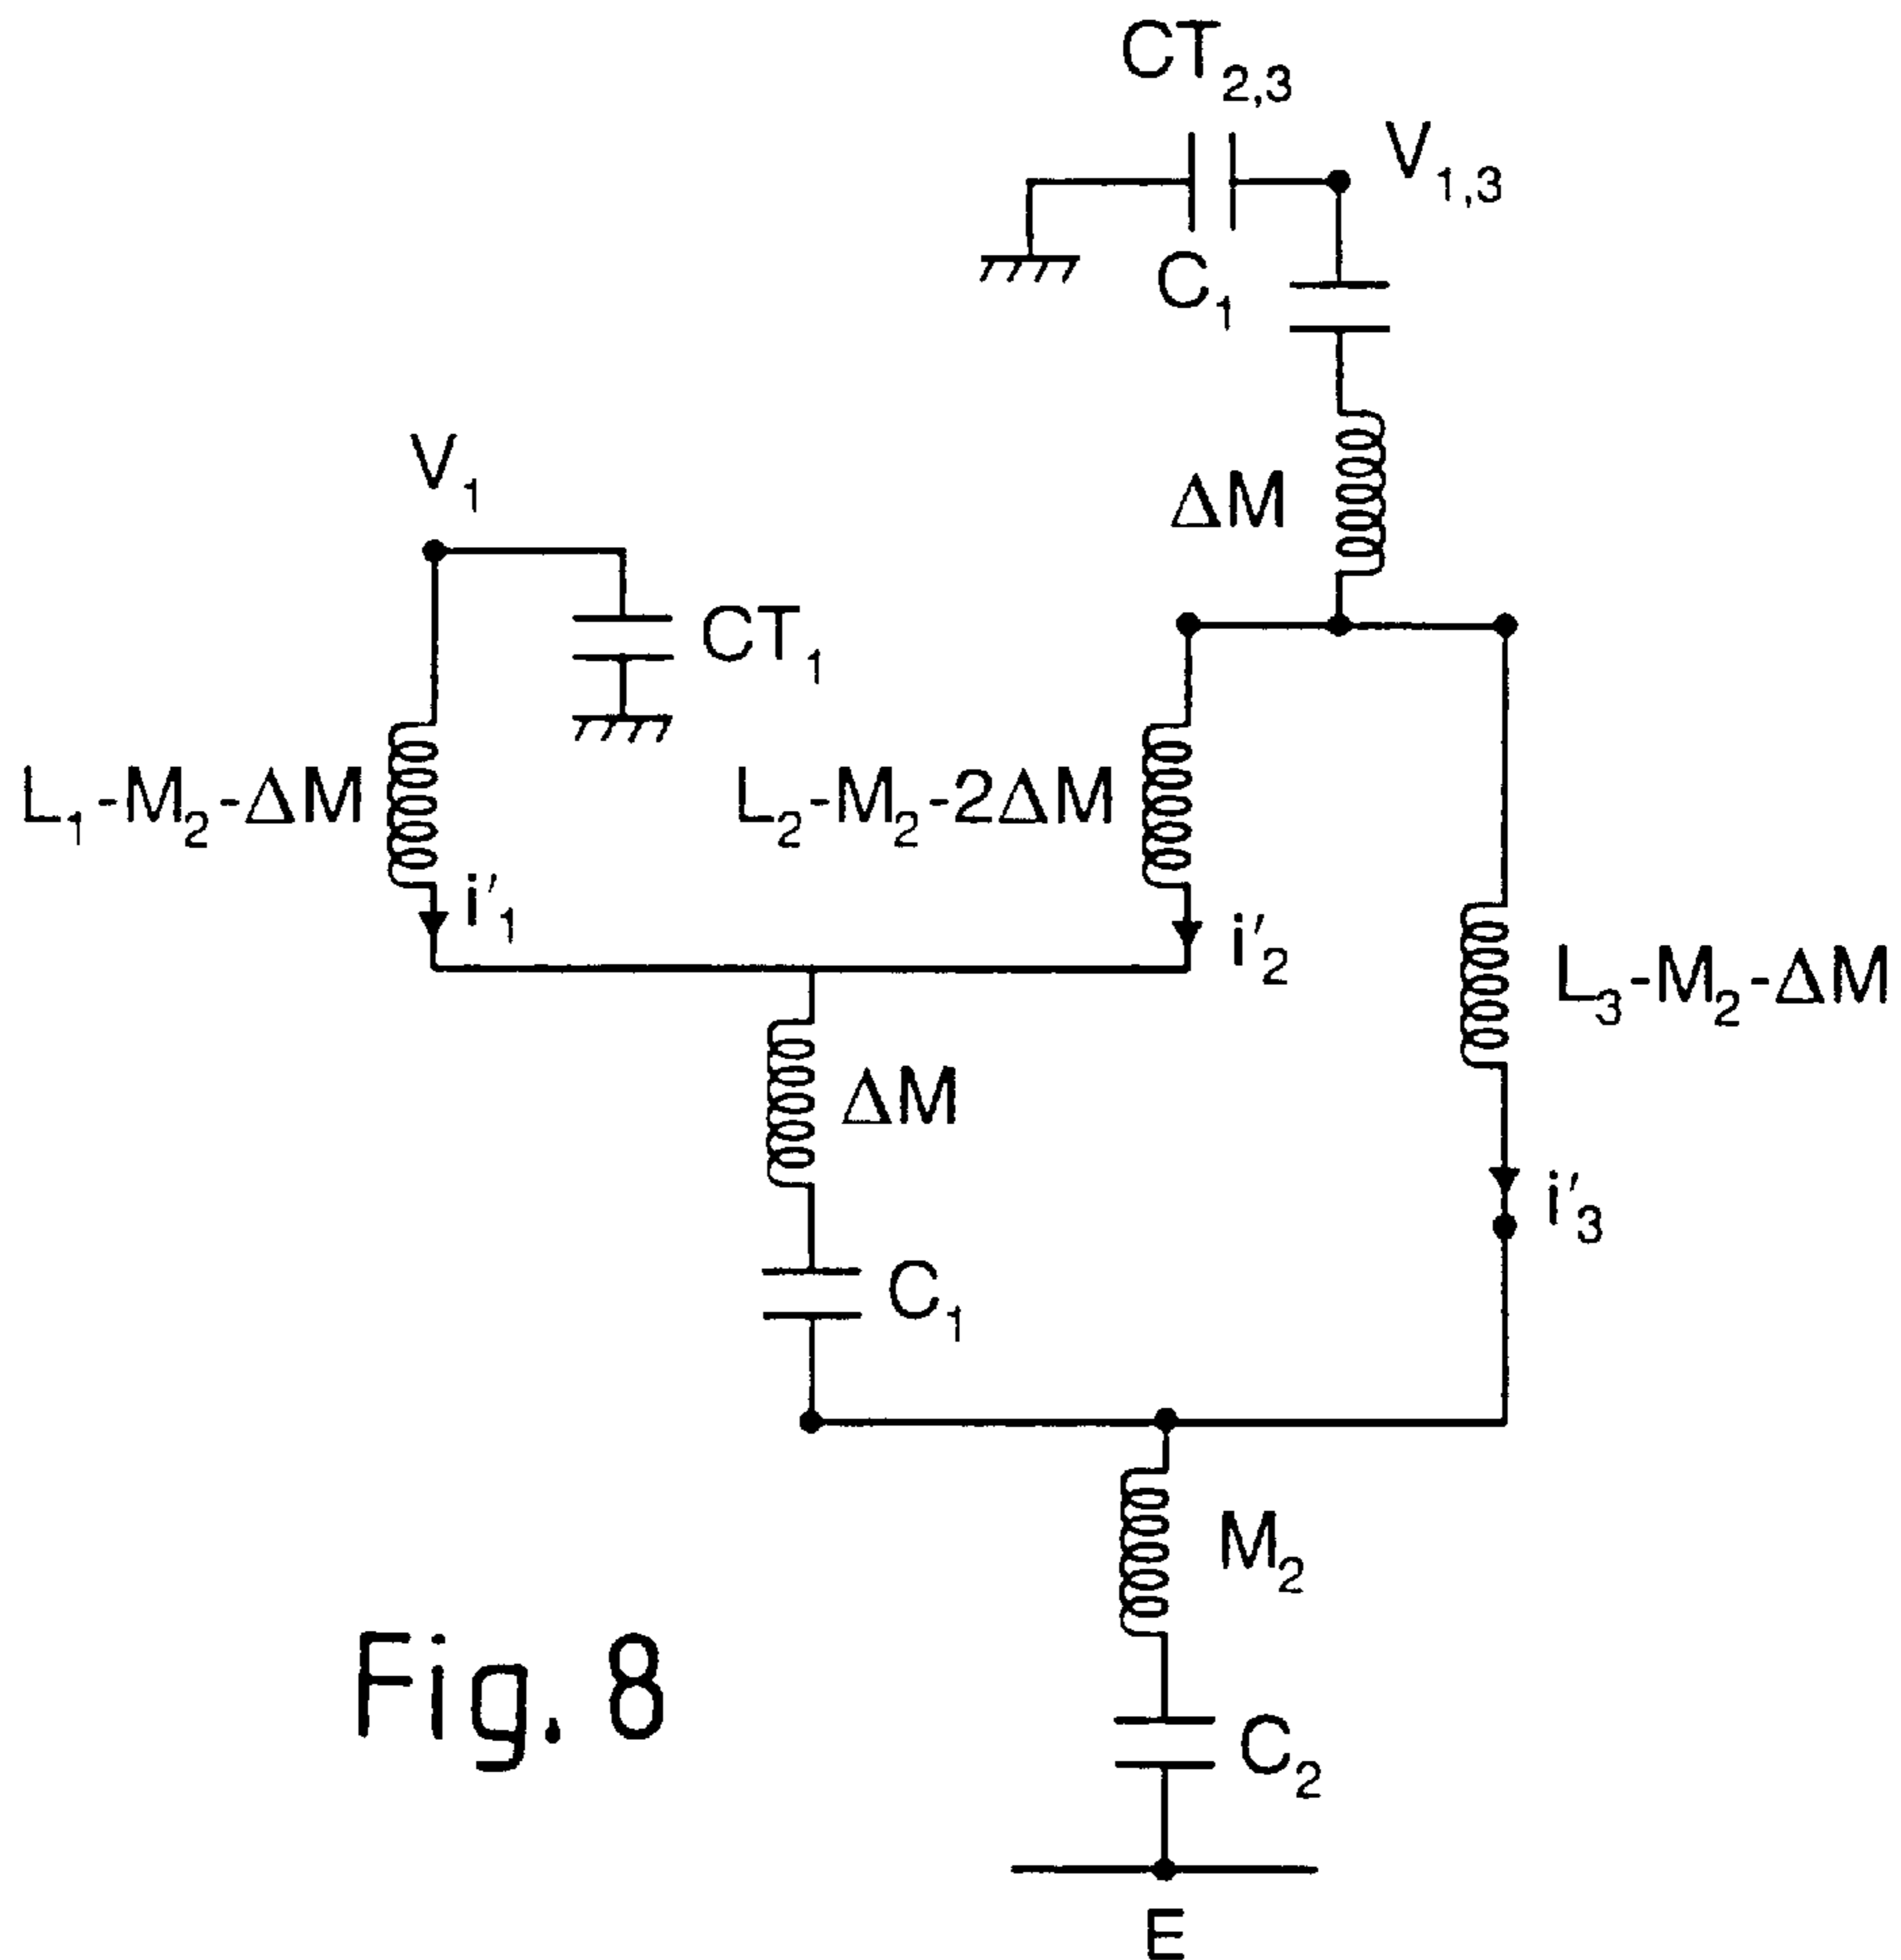 CT2,3
V1,3
C1
V1
ΔM
CT1
L1-M2-ΔM
L2-M2-2ΔM
i'1
i'2
L3-M2-ΔM
ΔM
i'3
C1
M2
Fig. 8
C2
E